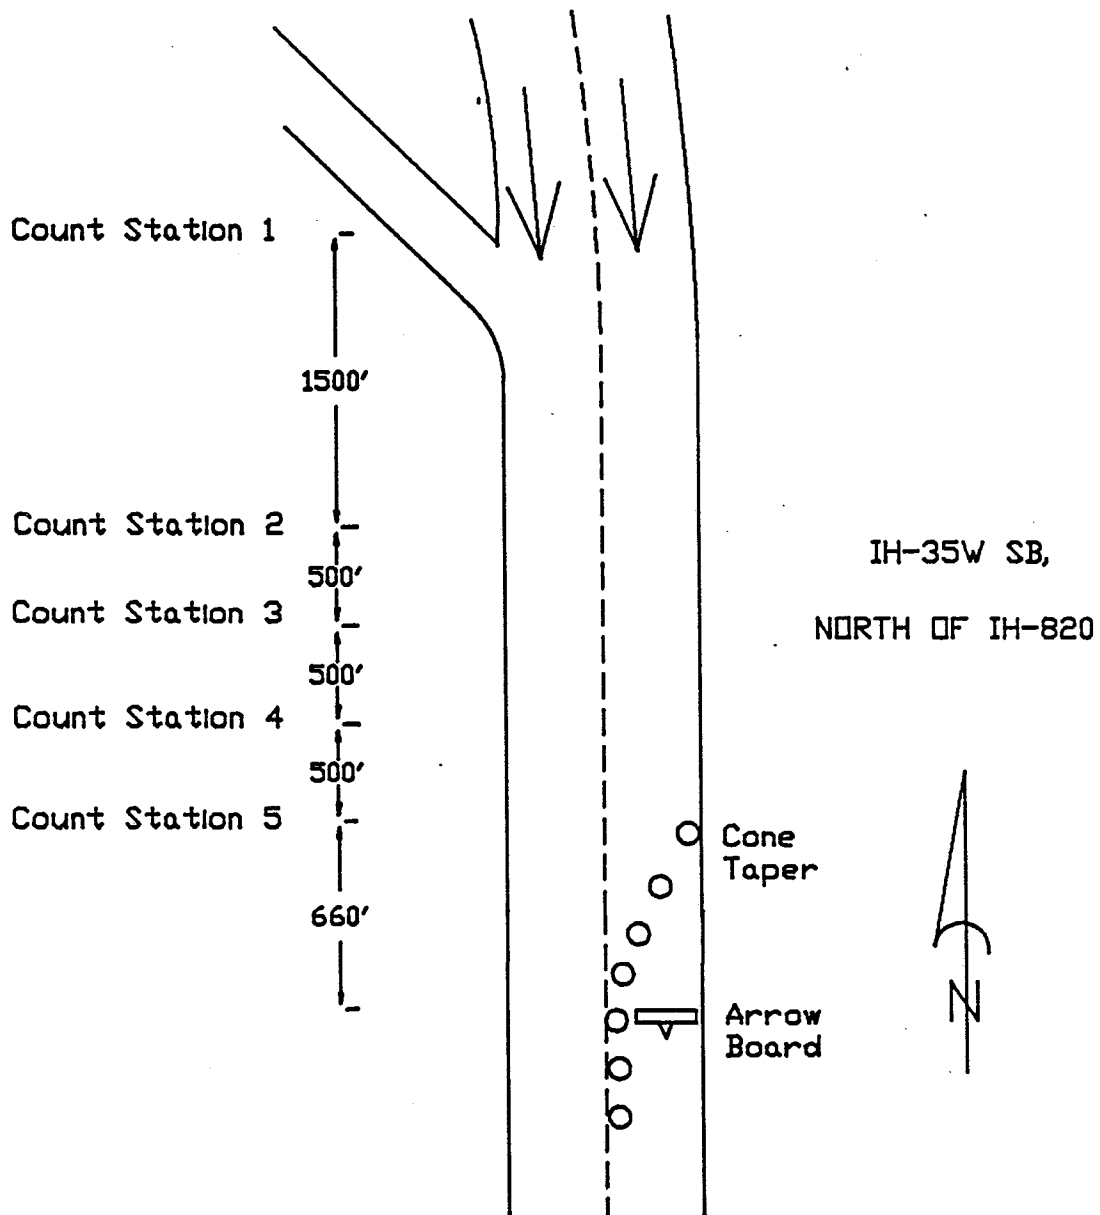 Count Station 1
1500'
Count Station 2
500'
Count Station 3
500'
Count Station 4
500'
Count Station 5
660'
IH-35W SB,
NORTH OF IH-820
Cone
Taper
Arrow
Board
N